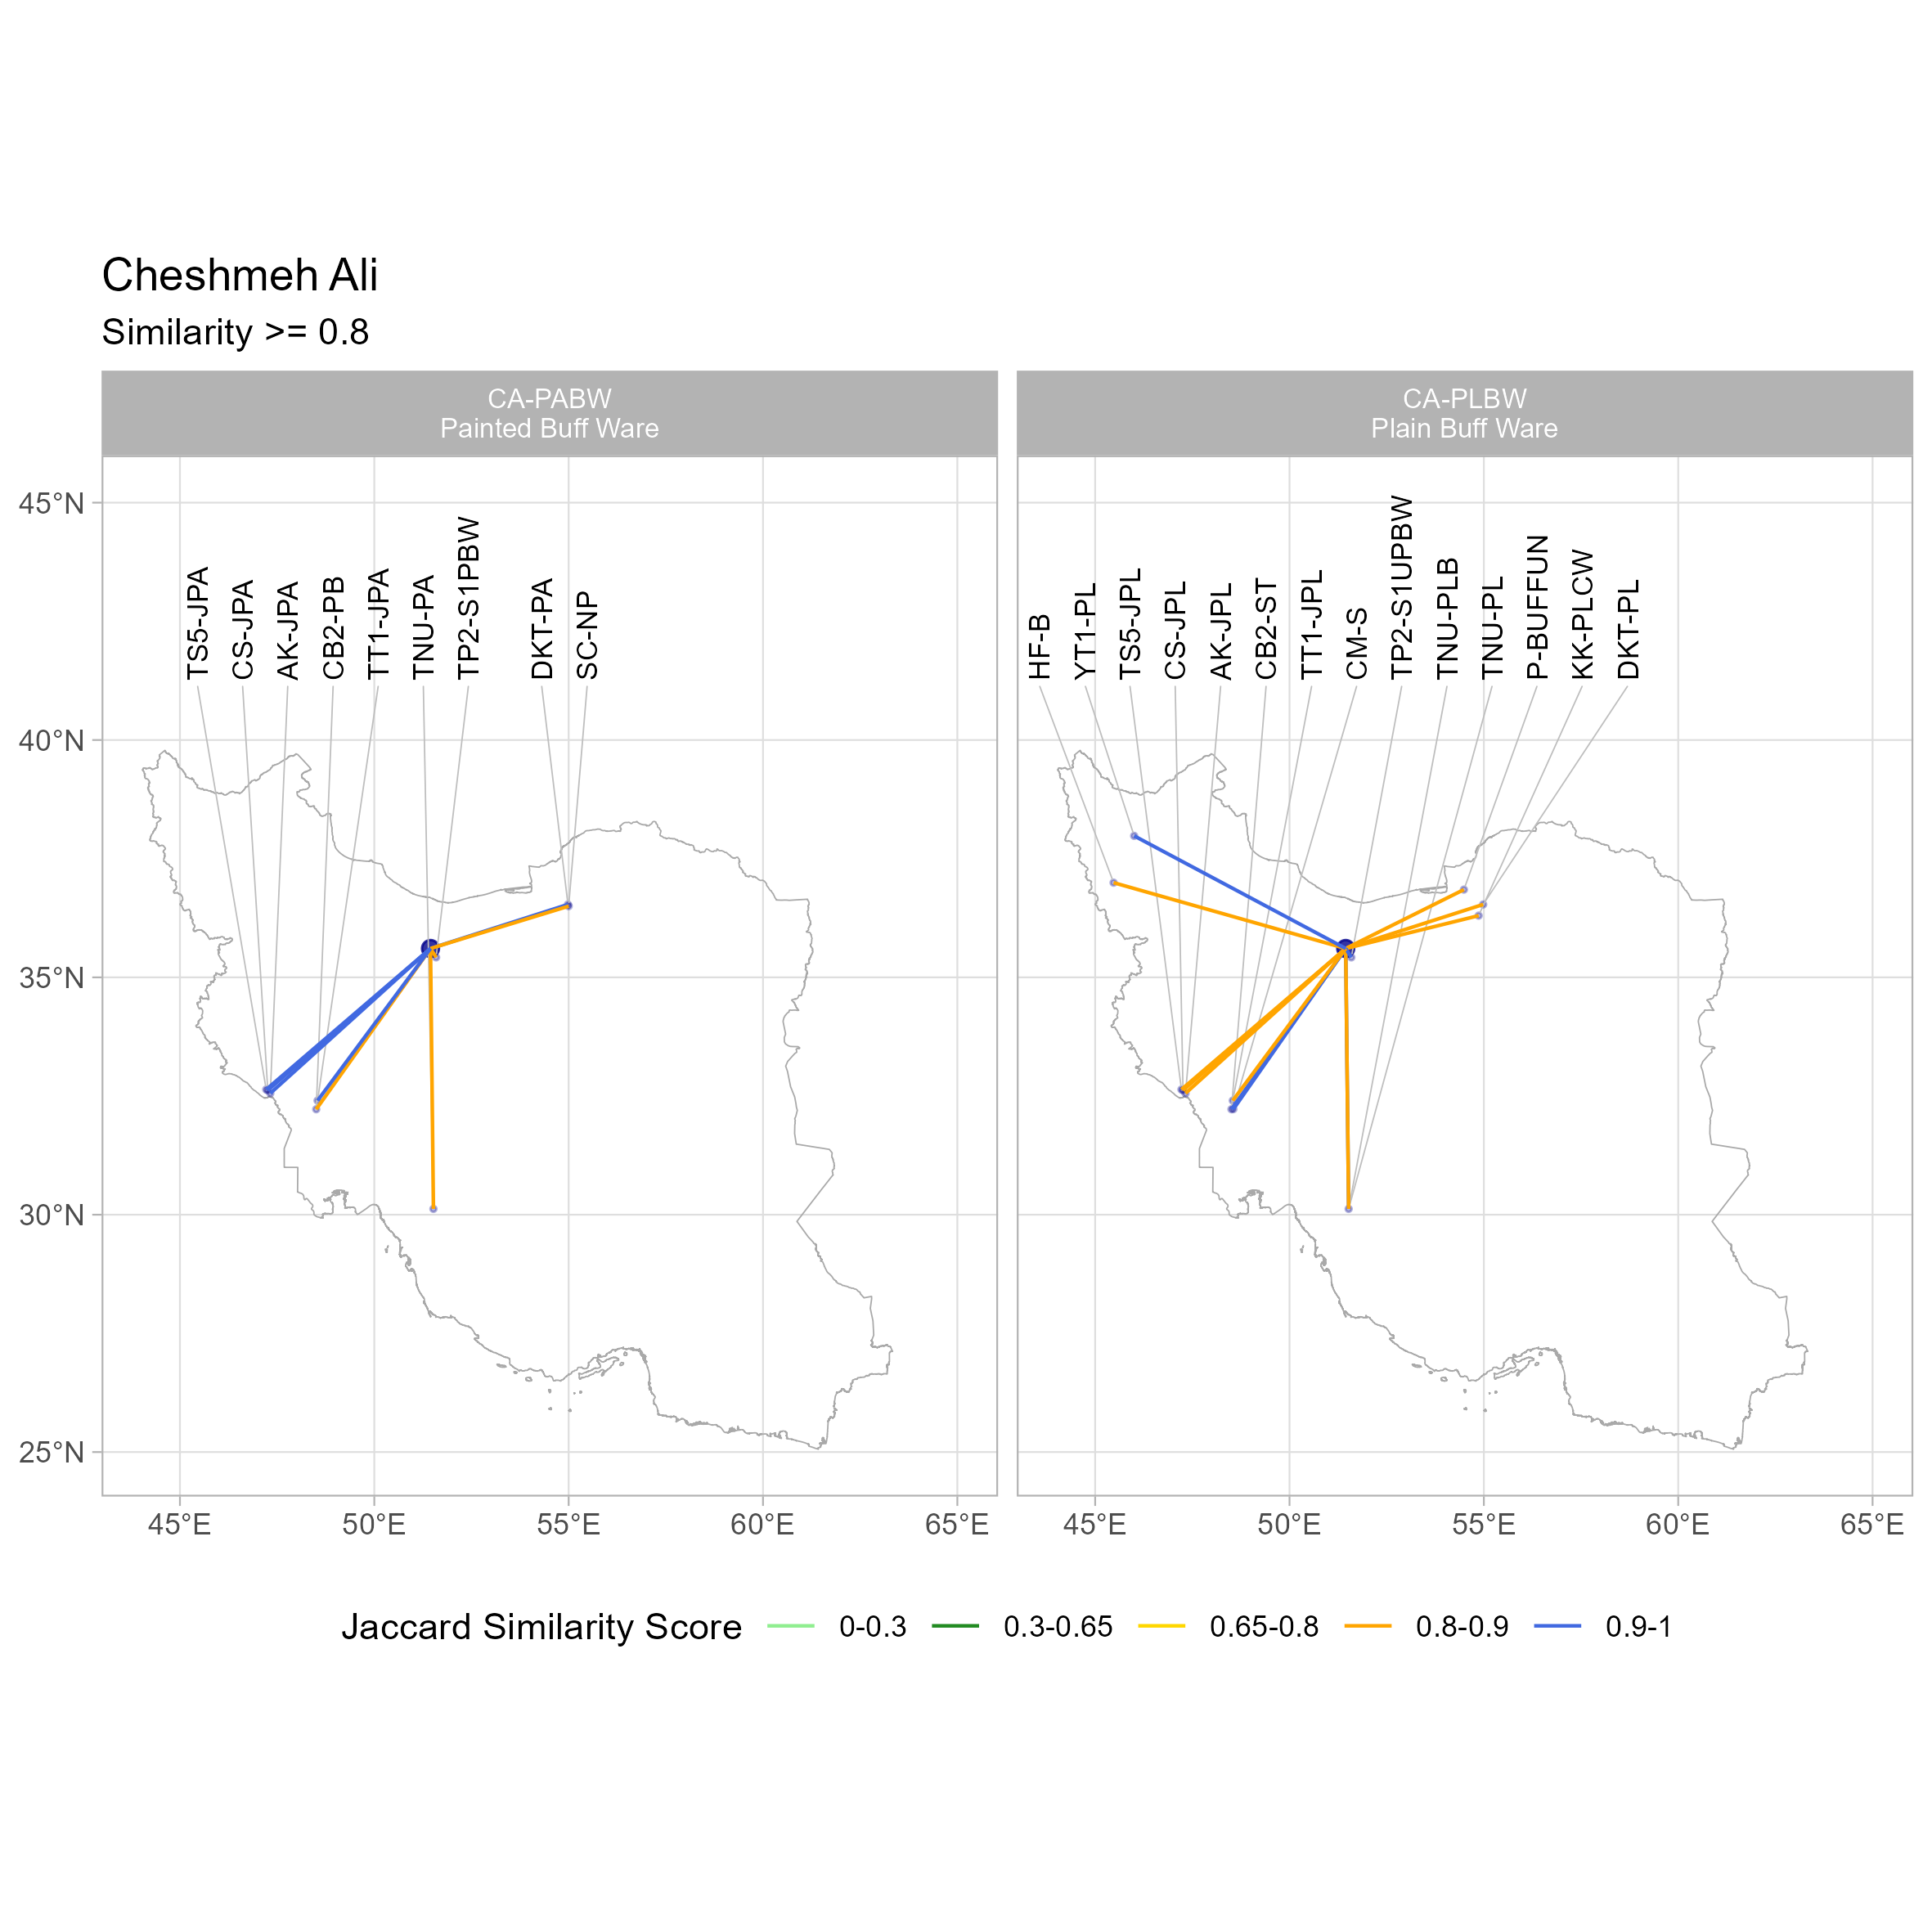 Cheshmeh Ali
Similarity >= 0.8
CA-PABW
Painted Buff Ware
CA-PLBW
Plain Buff Ware
TS5-JPA
CS-JPA
AK-JPA
CB2-PB
TT1-JPA
TNU-PA
TP2-S1PBW
DKT-PA
SC-NP
HF-B
YT1-PL
TS5-JPL
CS-JPL
AK-JPL
CB2-ST
TT1-JPL
CM-S
TP2-S1UPBW
TNU-PLB
TNU-PL
P-BUFFUN
KK-PLCW
DKT-PL
45°N
40°N
35°N
30°N
25°N
45°E 50°E 55°E 60°E 65°E
45°E 50°E 55°E 60°E 65°E
Jaccard Similarity Score 0-0.3 0.3-0.65 0.65-0.8 0.8-0.9 0.9-1